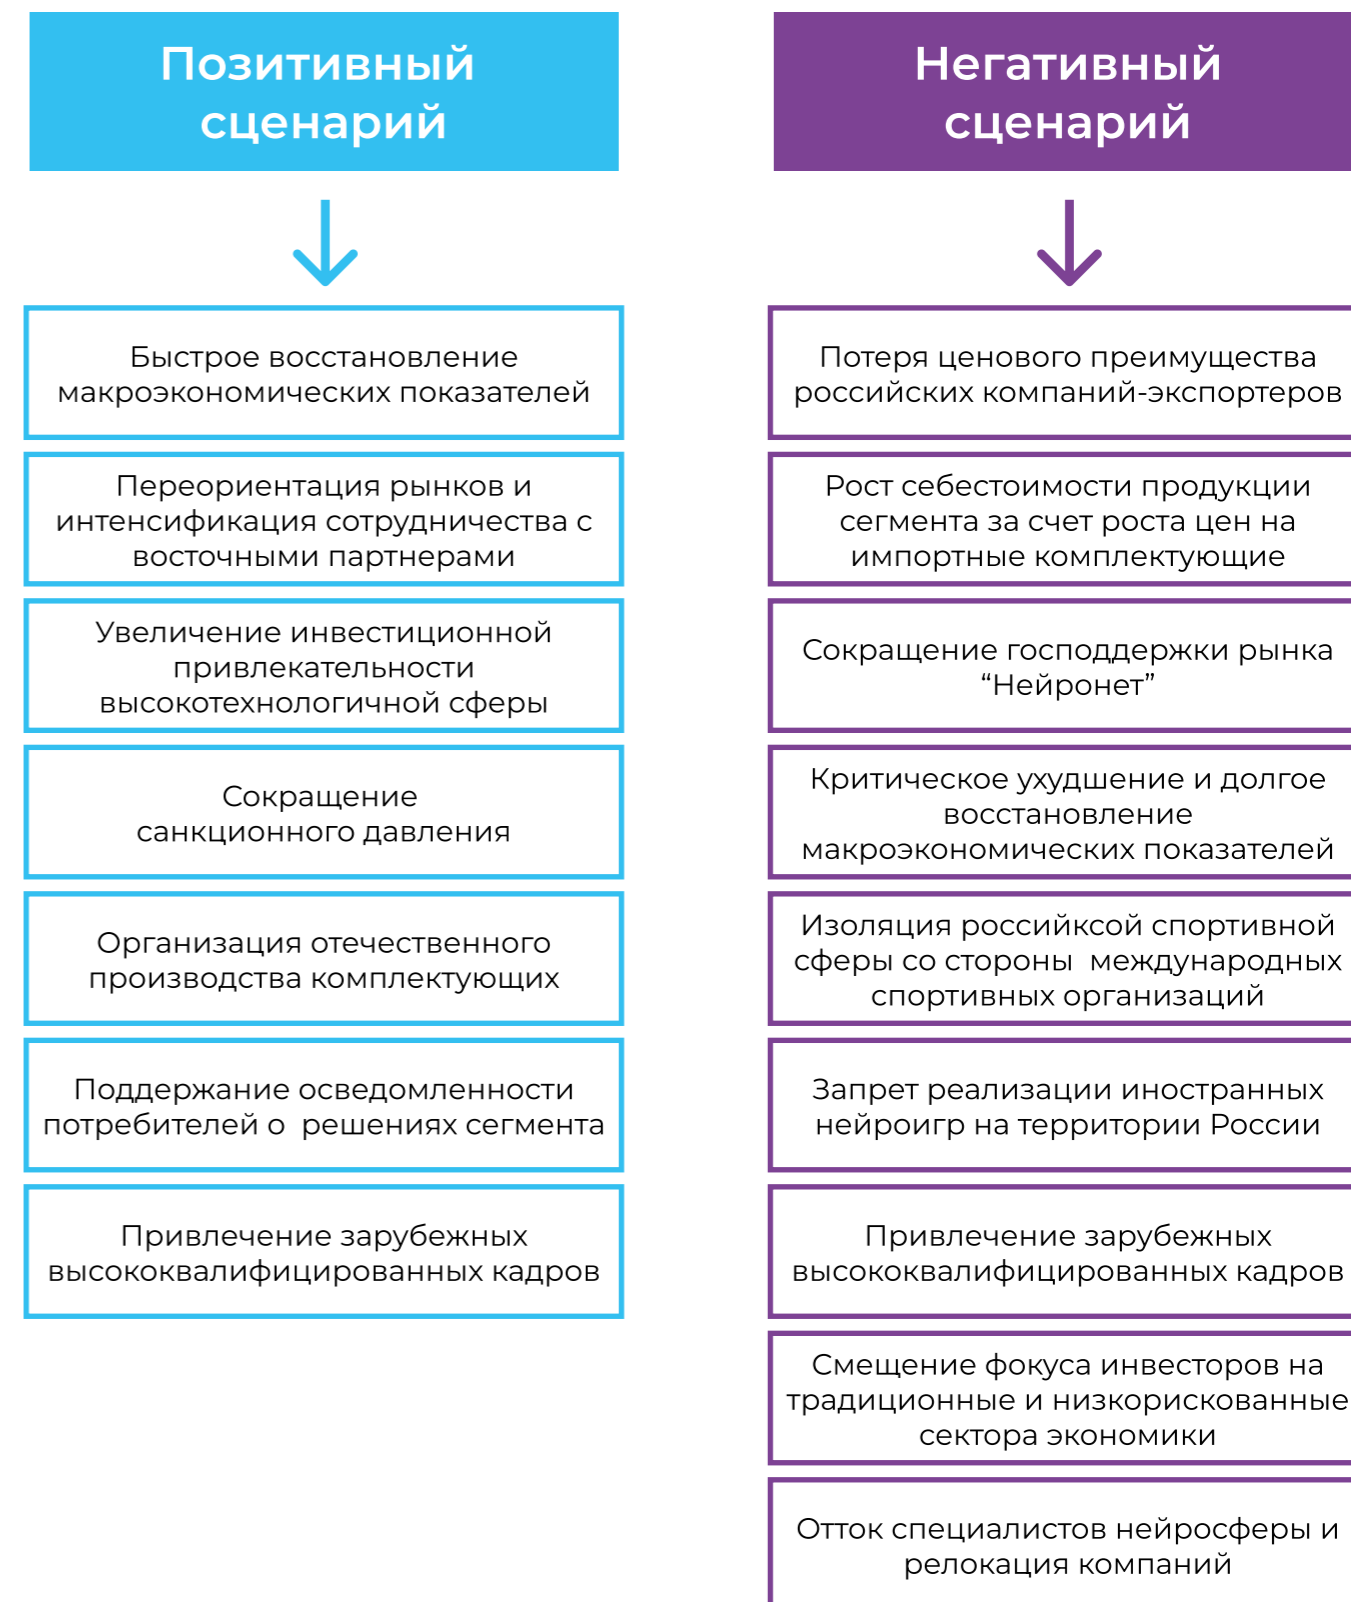 Позитивный
сценарий
Быстрое восстановление
макроэкономических показателей
Переориентация рынков и
интенсификация сотрудничества с
восточными партнерами
Увеличение инвестиционной
привлекательности
высокотехнологичной сферы
Сокращение
санкционного давления
Организация отечественного
производства комплектующих
Поддержание осведомленности
потребителей о  решениях сегмента
Привлечение зарубежных
высококвалифицированных кадров
Негативный
сценарий
Потеря ценового преимущества
российских компаний-экспортеров
Рост себестоимости продукции
сегмента за счет роста цен на
импортные комплектующие
Сокращение господдержки рынка
“Нейронет”
Критическое ухудшение и долгое
восстановление
макроэкономических показателей
Изоляция российксой спортивной
сферы со стороны  международных
спортивных организаций
Запрет реализации иностранных
нейроигр на территории России
Привлечение зарубежных
высококвалифицированных кадров
Смещение фокуса инвесторов на
традиционные и низкорискованные
сектора экономики
Отток специалистов нейросферы и
релокация компаний